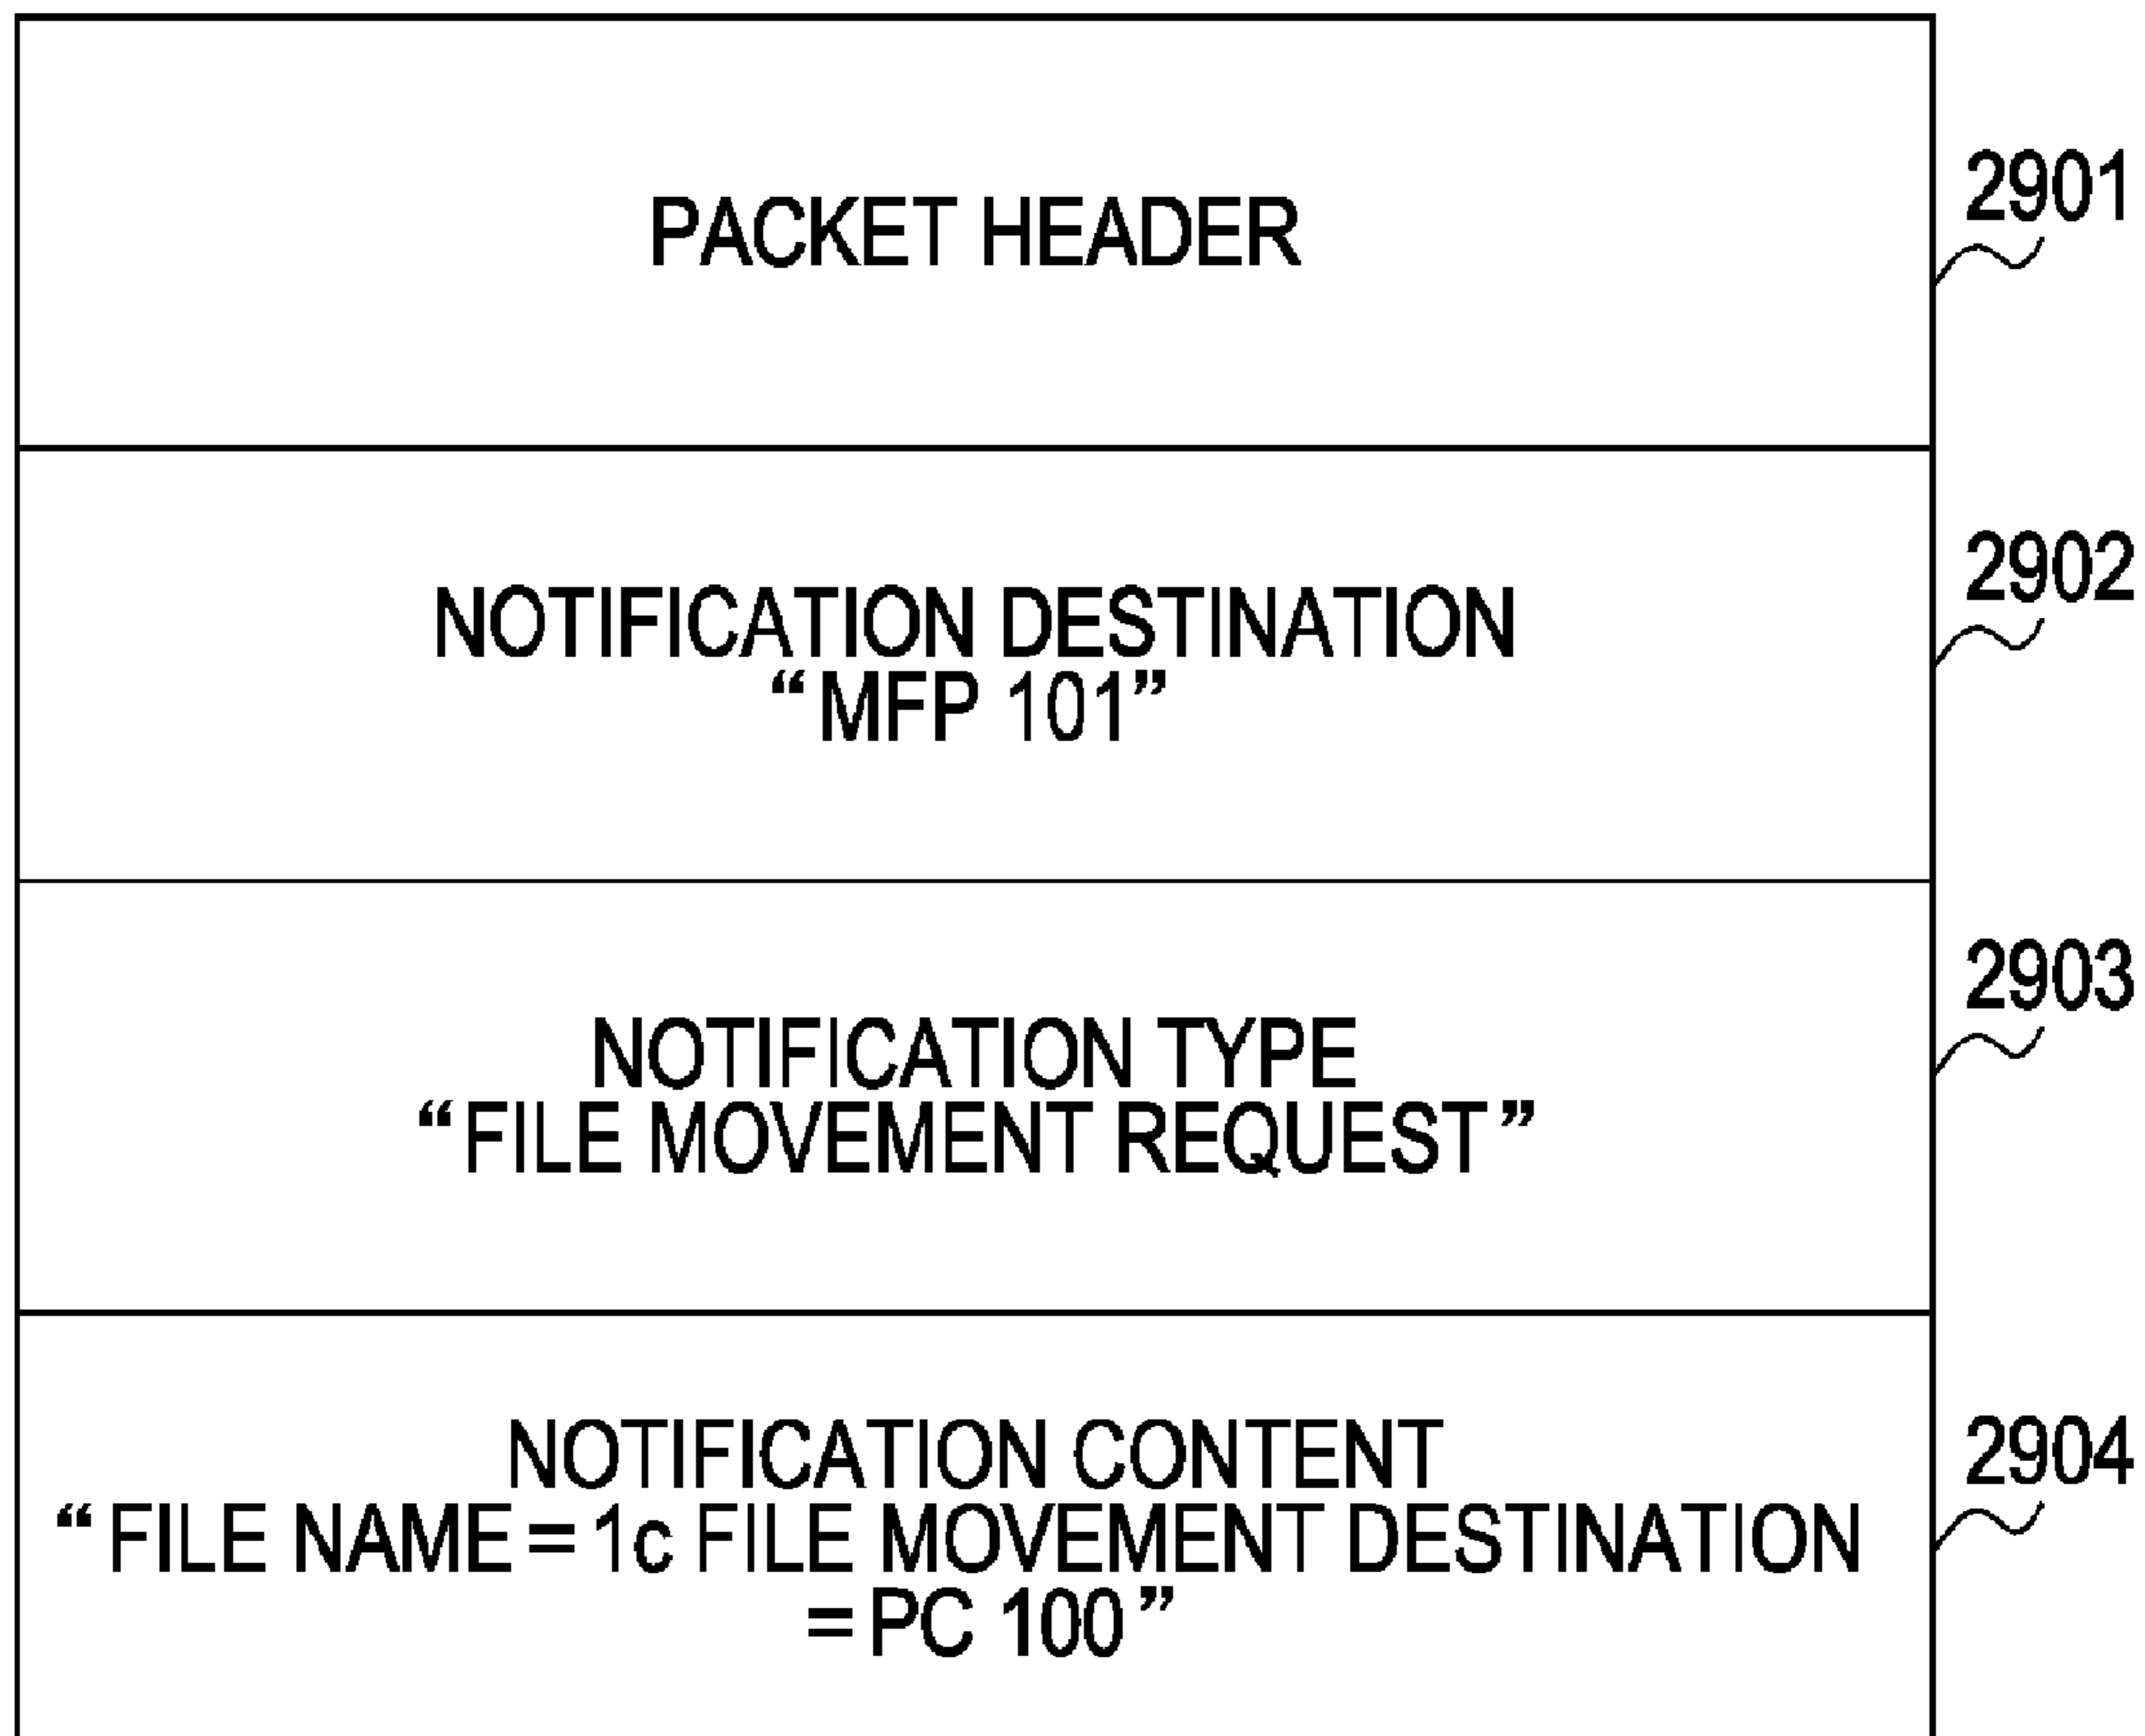 PACKET HEADER
2901
NOTIFICATION DESTINATION
“MFP 101”
2902
NOTIFICATION TYPE
“FILE MOVEMENT REQUEST”
2903
NOTIFICATION CONTENT
“FILE NAME = 1c FILE MOVEMENT DESTINATION
= PC 100”
2904